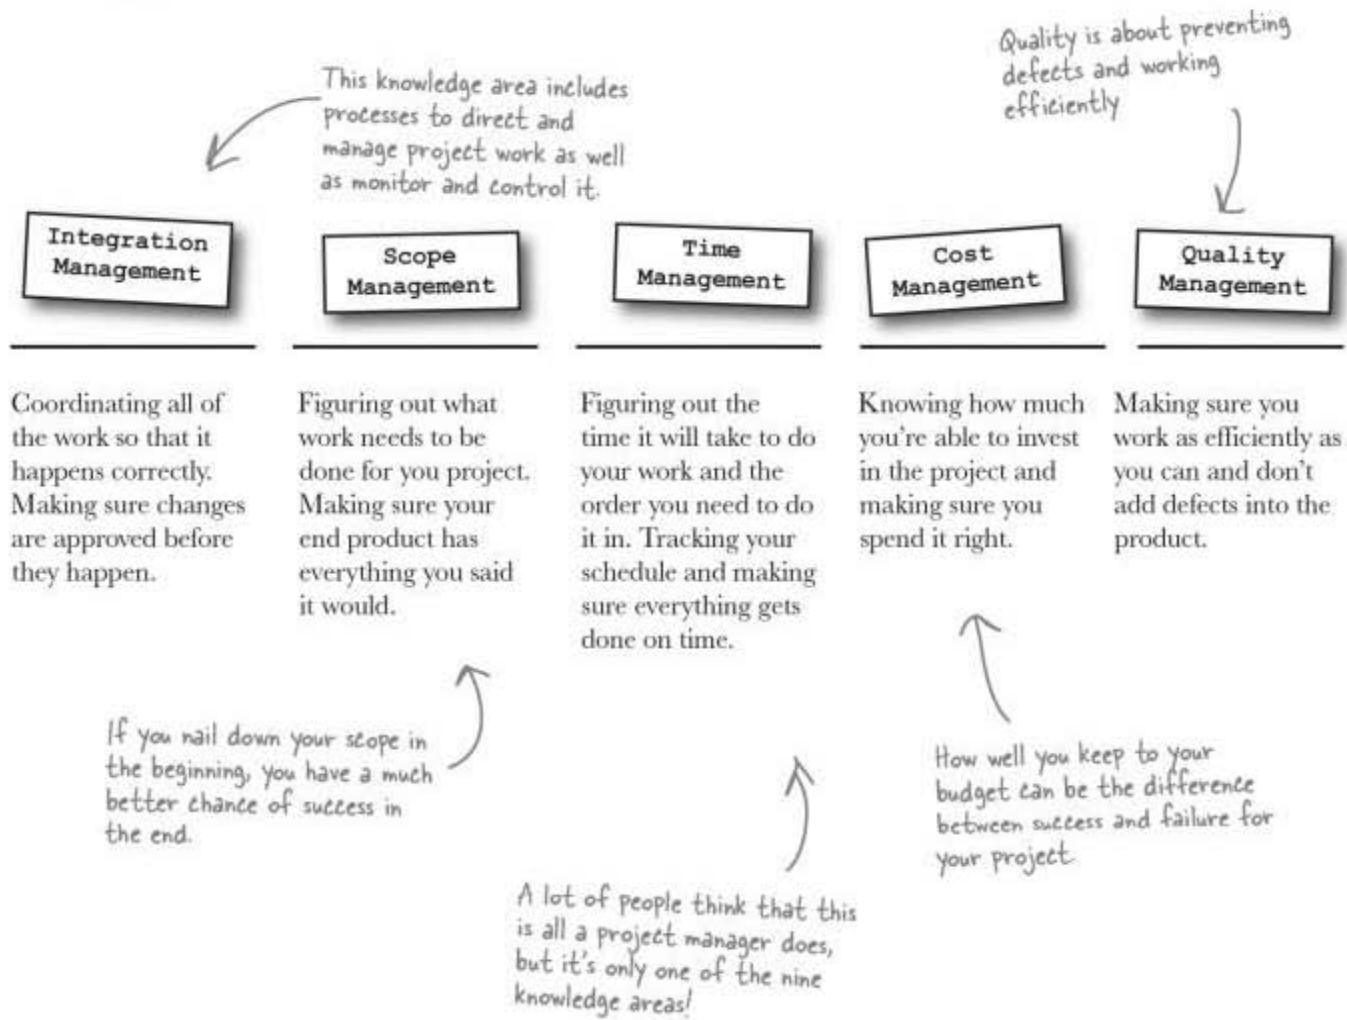 Quality is about preventing
defects and working
efficiently
This knowledge area includes
processes to direct and
manage project work as well
as monitor and control it.
Integration
Management
Scope
Management
Time
Management
Cost
Management
Quality
Management
Coordinating all of
the work so that it
happens correctly.
Making sure changes
are approved before
they happen.
Figuring out what
work needs to be
done for you project.
Making sure your
end product has
everything you said
it would.
Figuring out the
time it will take to do
your work and the
order you need to do
it in. Tracking your
schedule and making
sure everything gets
done on time.
Knowing how much
you're able to invest
in the project and
making sure you
spend it right.
Making sure you
work as efficiently as
you can and don't
add defects into the
product.
If you nail down your scope in
the beginning, you have a much
better chance of success in
the end.
A lot of people think that this
is all a project manager does,
but it's only one of the nine
knowledge areas!
How well you keep to your
budget can be the difference
between success and failure for
your project.